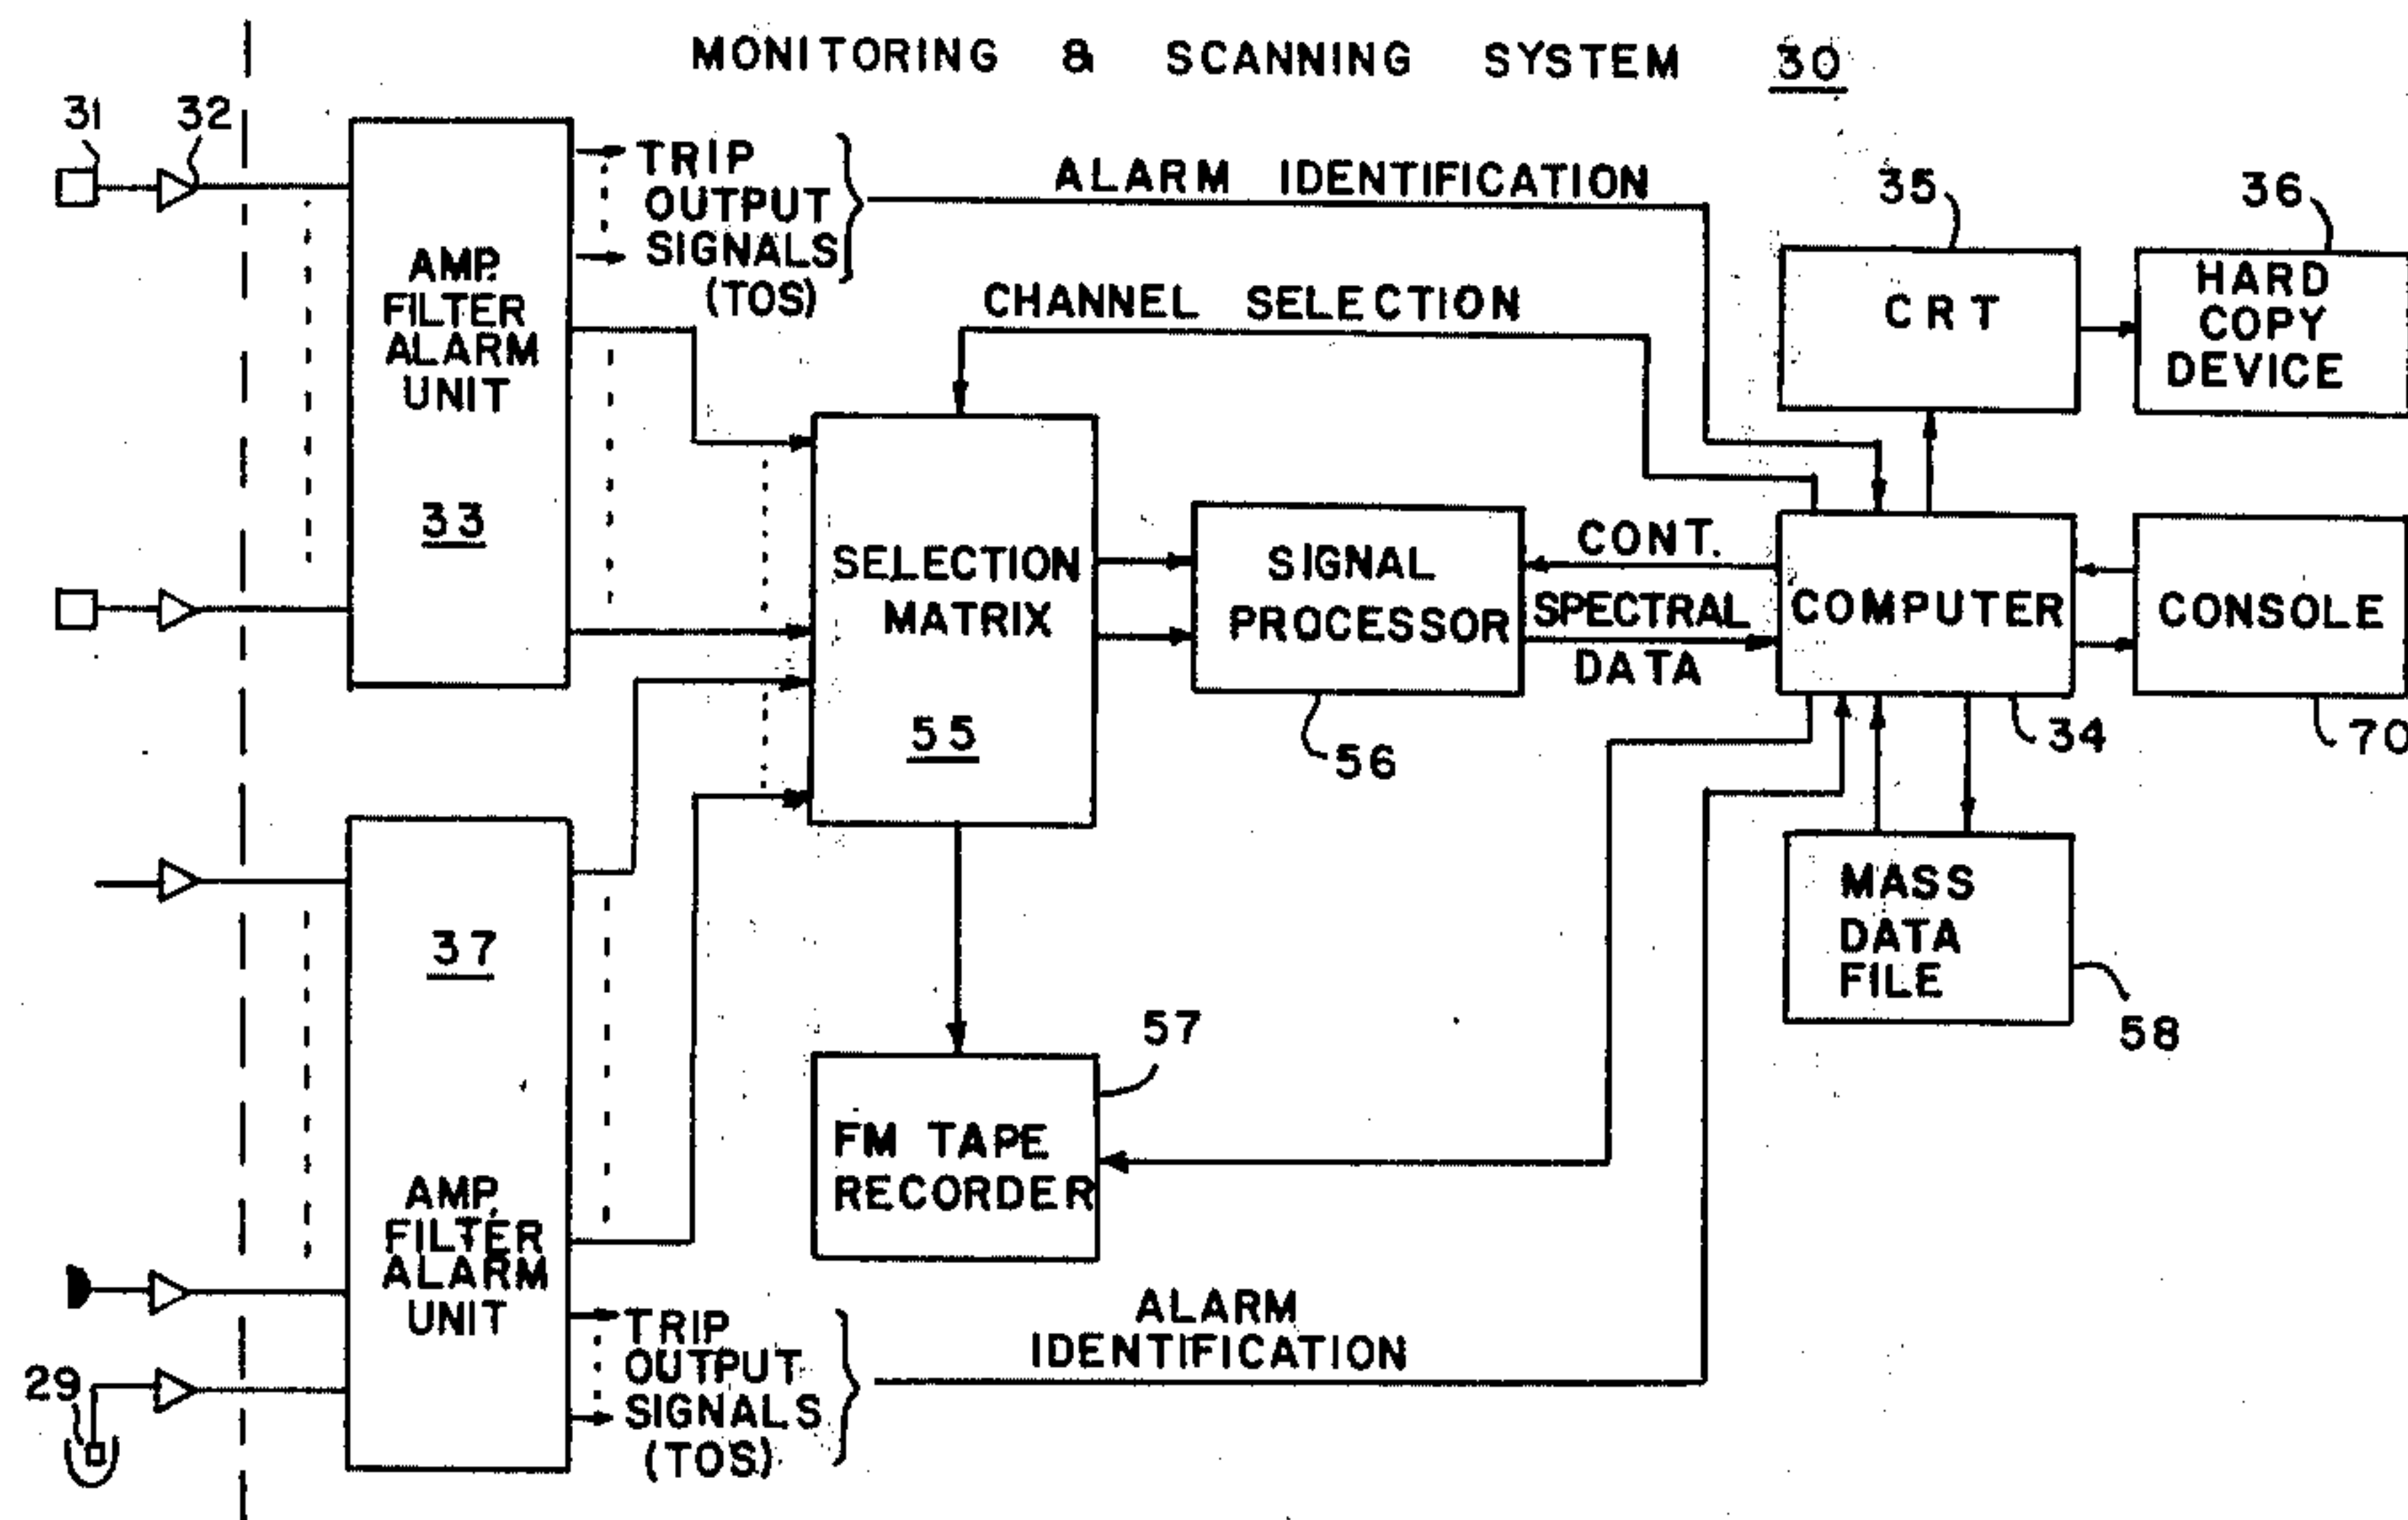 MONITORING & SCANNING SYSTEM 30
31
32
AMP.
FILTER
ALARM
UNIT
33
TRIP
OUTPUT
SIGNALS
(TOS)
ALARM IDENTIFICATION
CHANNEL SELECTION
35
CRT
36
HARD
COPY
DEVICE
SELECTION
MATRIX
55
SIGNAL
PROCESSOR
56
CONT.
SPECTRAL
DATA
COMPUTER
34
CONSOLE
70
MASS
DATA
FILE
58
37
AMP.
FILTER
ALARM
UNIT
57
FM TAPE
RECORDER
29
TRIP
OUTPUT
SIGNALS
(TOS)
ALARM
IDENTIFICATION